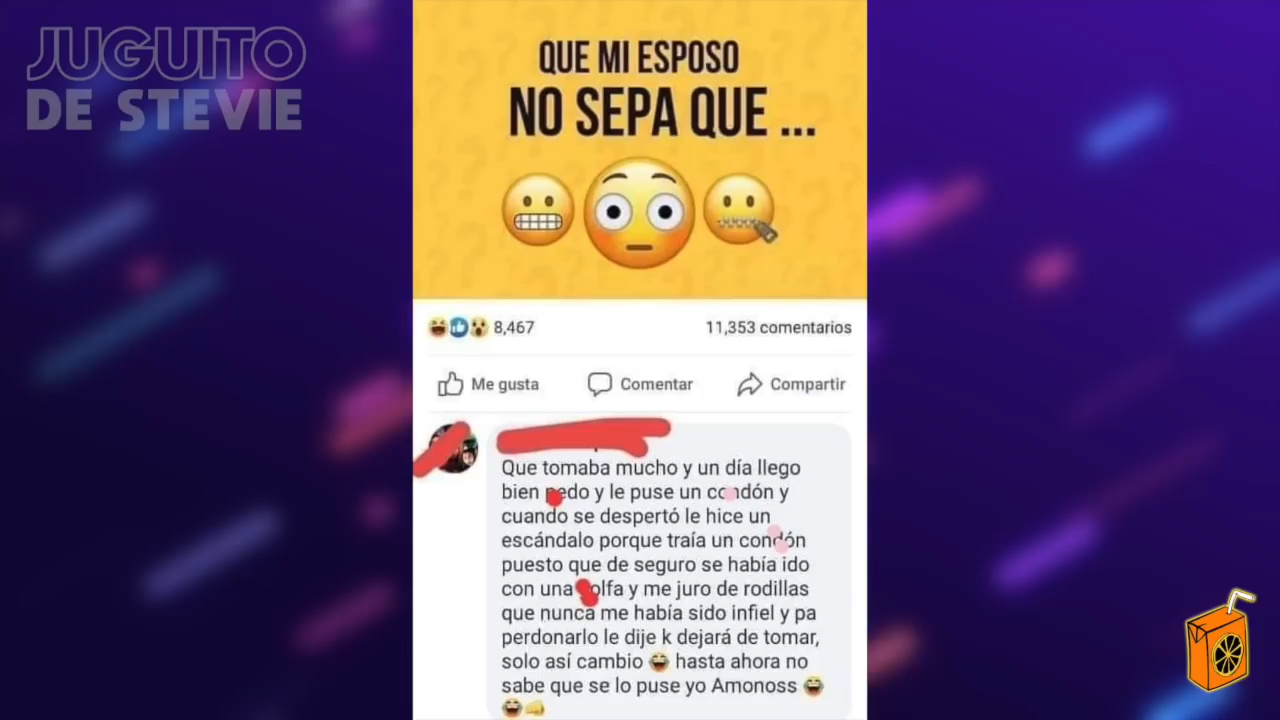 JUGUITO
DE STEVIE
QUE MI ESPOSO
NO SEPA QUE ...
8,467
11,353 comentarios
Me gusta
Comentar
Compartir
Que tomaba mucho y un día llego
bien pedo y le puse un condón y
cuando se despertó le hice un
escándalo porque traía un condón
puesto que de seguro se había ido
con una golfa y me juro de rodillas
que nunca me había sido infiel y pa
perdonarlo le dije k dejará de tomar,
solo así cambio 😂 hasta ahora no
sabe que se lo puse yo Amonoss 😂
😂🤜